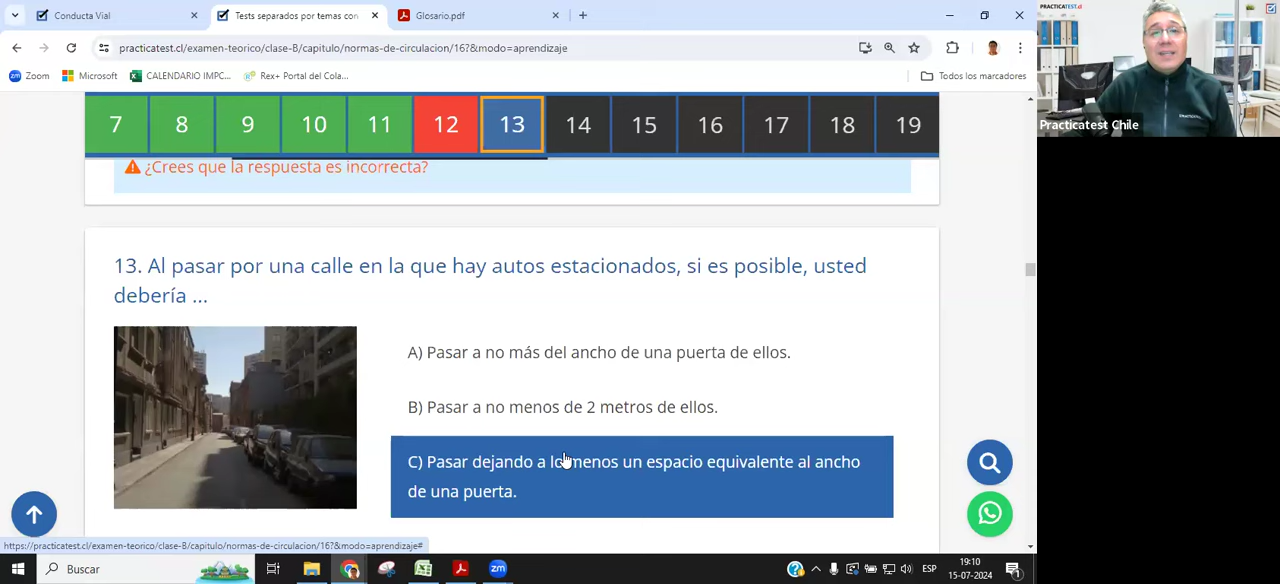 Conducta Vial
Tests separados por temas con
Glosario.pdf
practicatest.cl/examen-teorico/clase-B/capitulo/normas-de-circulacion/16?&modo=aprendizaje
Zoom
Microsoft
CALENDARIO IMPC...
Rex+ Portal del Cola...
Todos los marcadores
7 8 9 10 11 12 13 14 15 16 17 18 19
¿Crees que la respuesta es incorrecta?
13. Al pasar por una calle en la que hay autos estacionados, si es posible, usted
debería ...
A) Pasar a no más del ancho de una puerta de ellos.
B) Pasar a no menos de 2 metros de ellos.
C) Pasar dejando a lo menos un espacio equivalente al ancho
de una puerta.
https://practicatest.cl/examen-teorico/clase-B/capitulo/normas-de-circulacion/16?&modo=aprendizaje#
Buscar
ESP
19:10
15-07-2024
1
PRACTICATEST.cl
Practicatest Chile